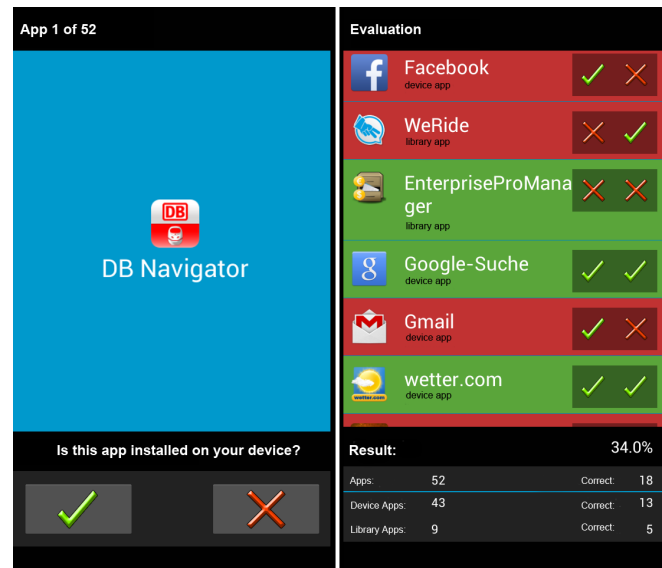 App 1 of 52
DB
DB Navigator
Is this app installed on your device?
Evaluation
Facebook
device app
WeRide
library app
EnterpriseProMana
ger
library app
Google-Suche
device app
Gmail
device app
wetter.com
wetter.com
device app
Result: 34.0%
Apps: 52 Correct: 18
Device Apps: 43 Correct: 13
Library Apps: 9 Correct: 5